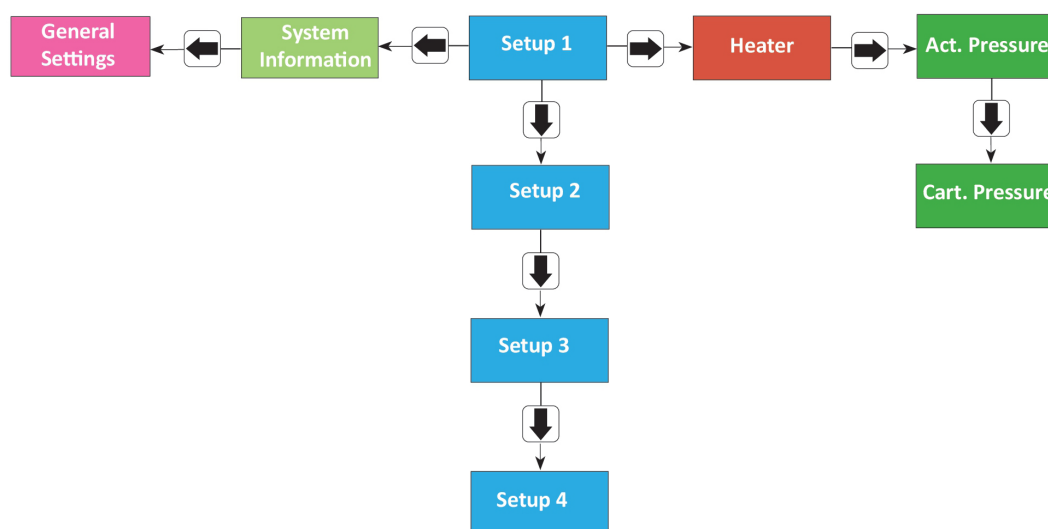 General
Settings
System
Information
Setup 1
Heater
Act. Pressure
Setup 2
Cart. Pressure
Setup 3
Setup 4